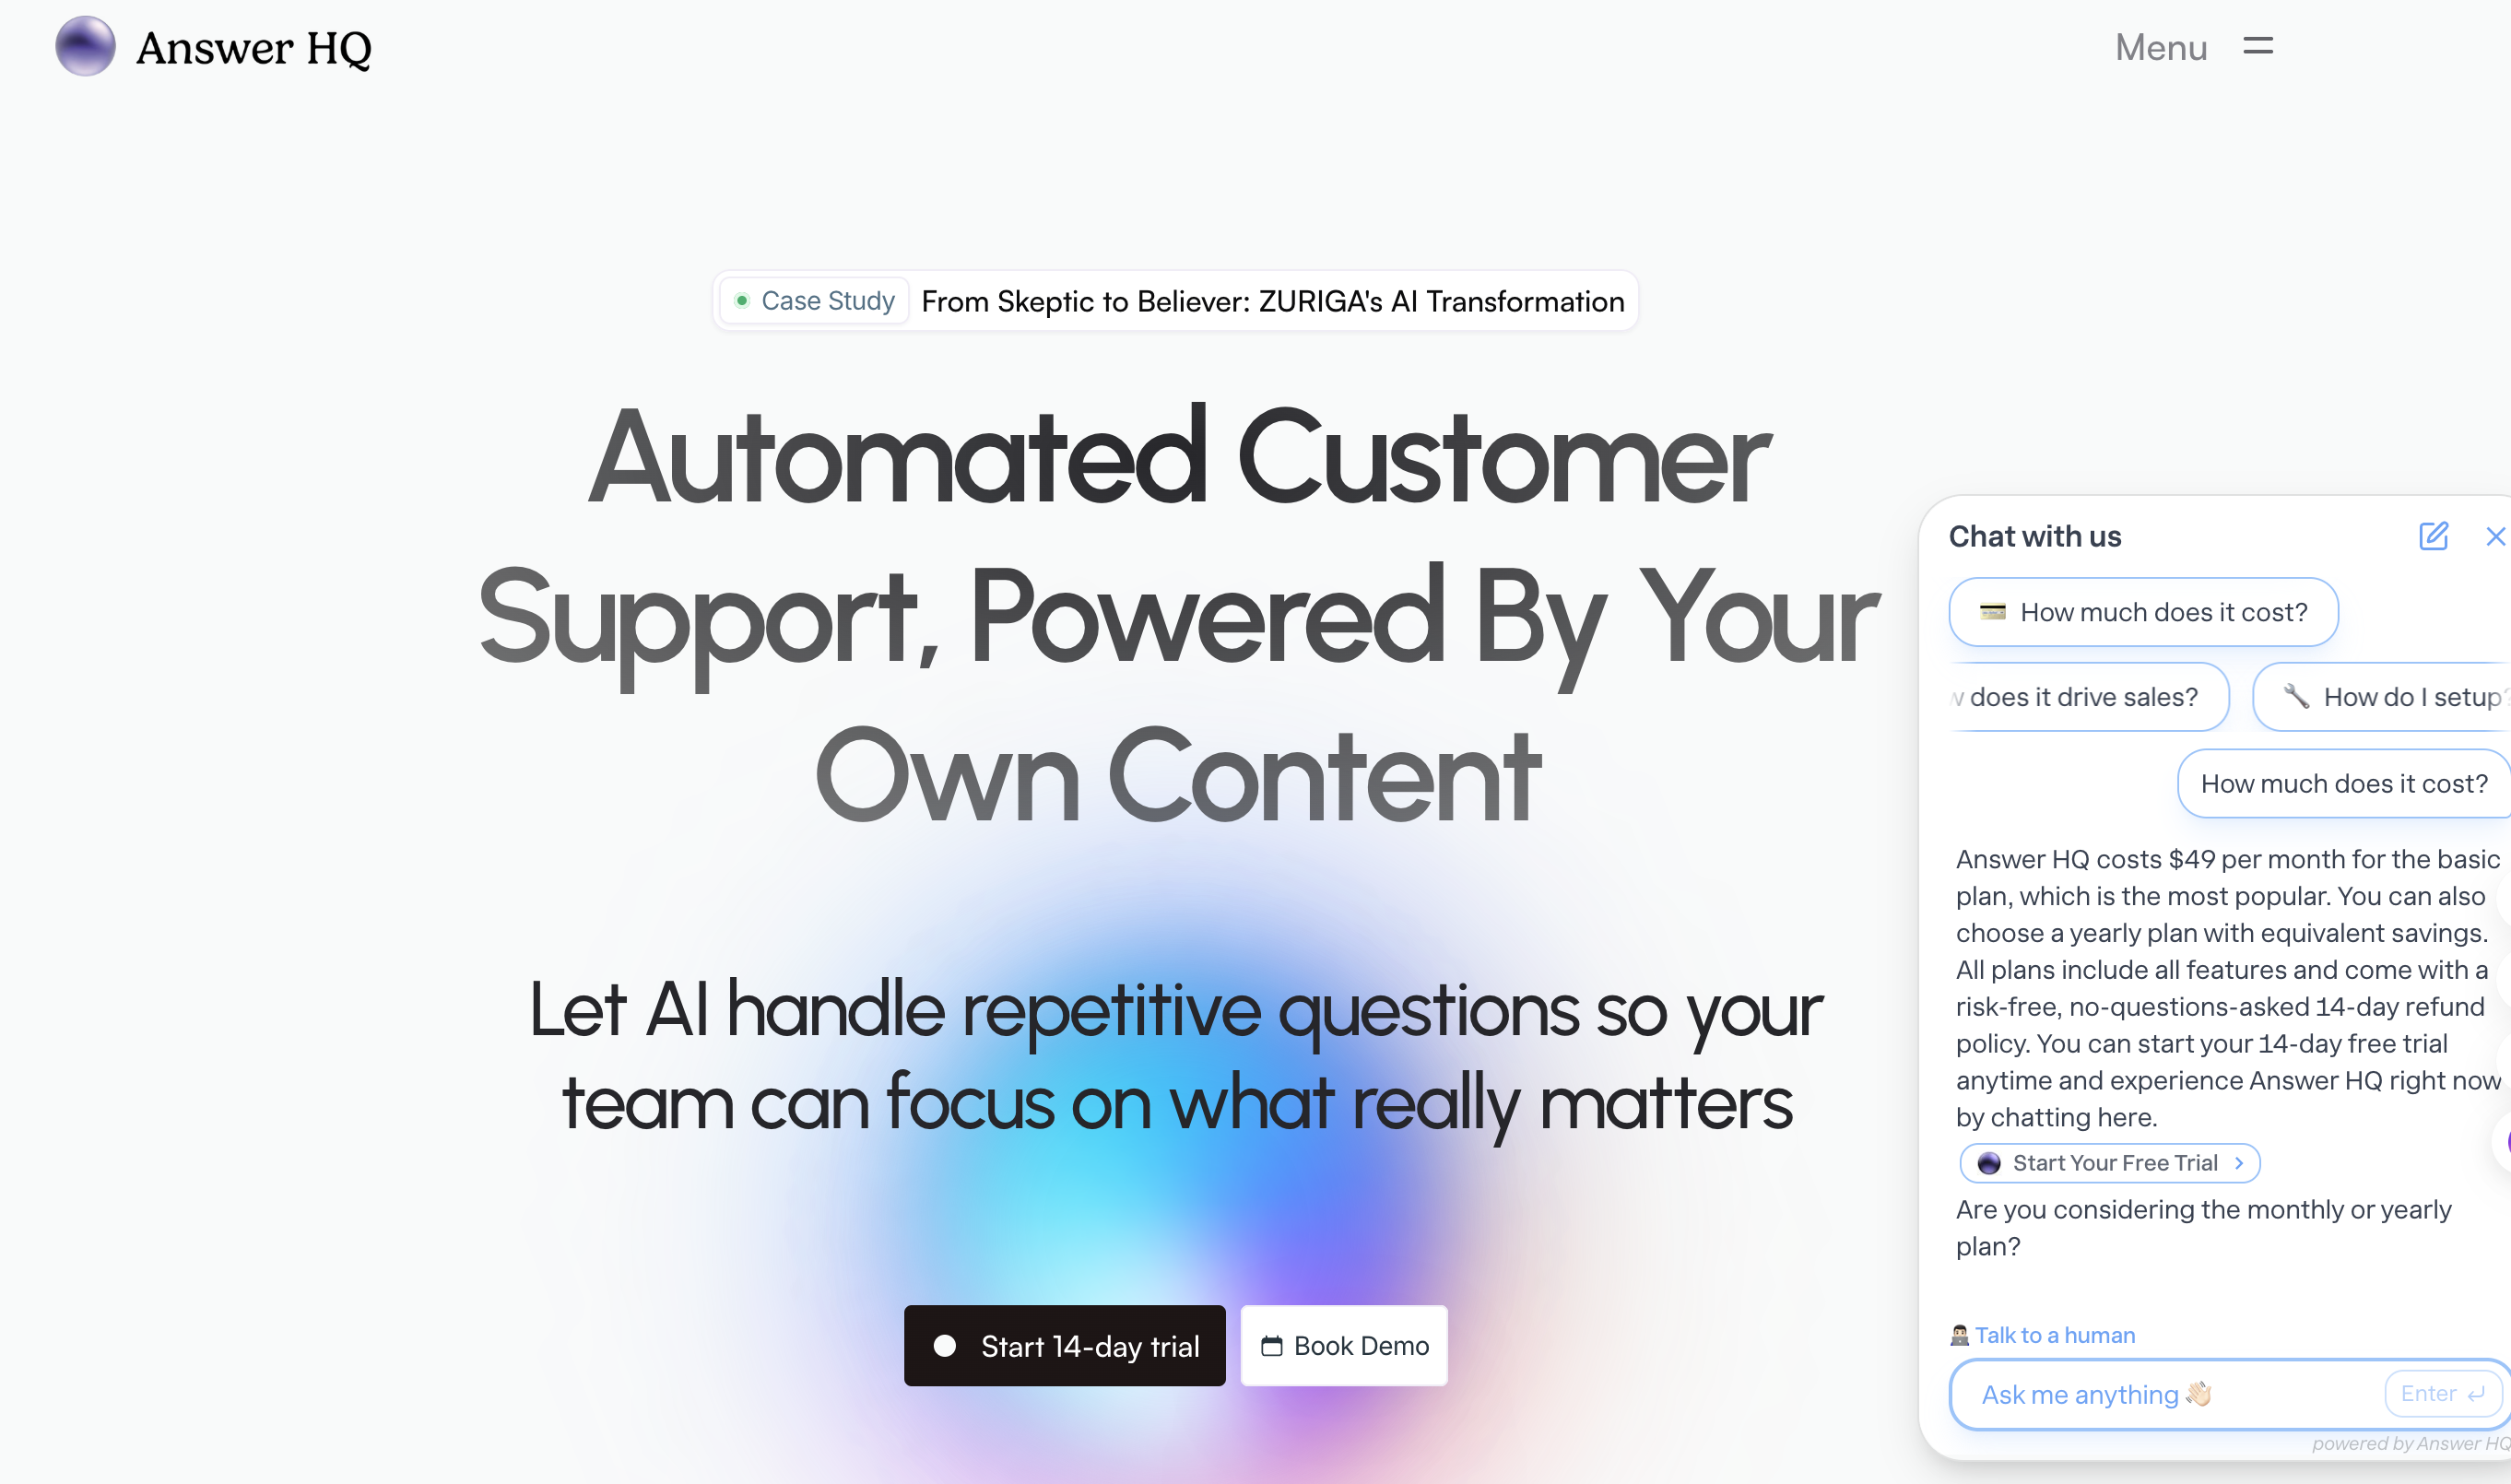 Answer HQ
Menu
Case Study From Skeptic to Believer: ZURIGA's AI Transformation
Automated Customer
Support, Powered By Your
Own Content
Let AI handle repetitive questions so your
team can focus on what really matters
Start 14-day trial
Book Demo
Chat with us
How much does it cost?
does it drive sales?
How do I setup?
How much does it cost?
Answer HQ costs $49 per month for the basic
plan, which is the most popular. You can also
choose a yearly plan with equivalent savings.
All plans include all features and come with a
risk-free, no-questions-asked 14-day refund
policy. You can start your 14-day free trial
anytime and experience Answer HQ right now
by chatting here.
Start Your Free Trial
Are you considering the monthly or yearly
plan?
Talk to a human
Ask me anything 👋🏻
Enter
powered by Answer HQ